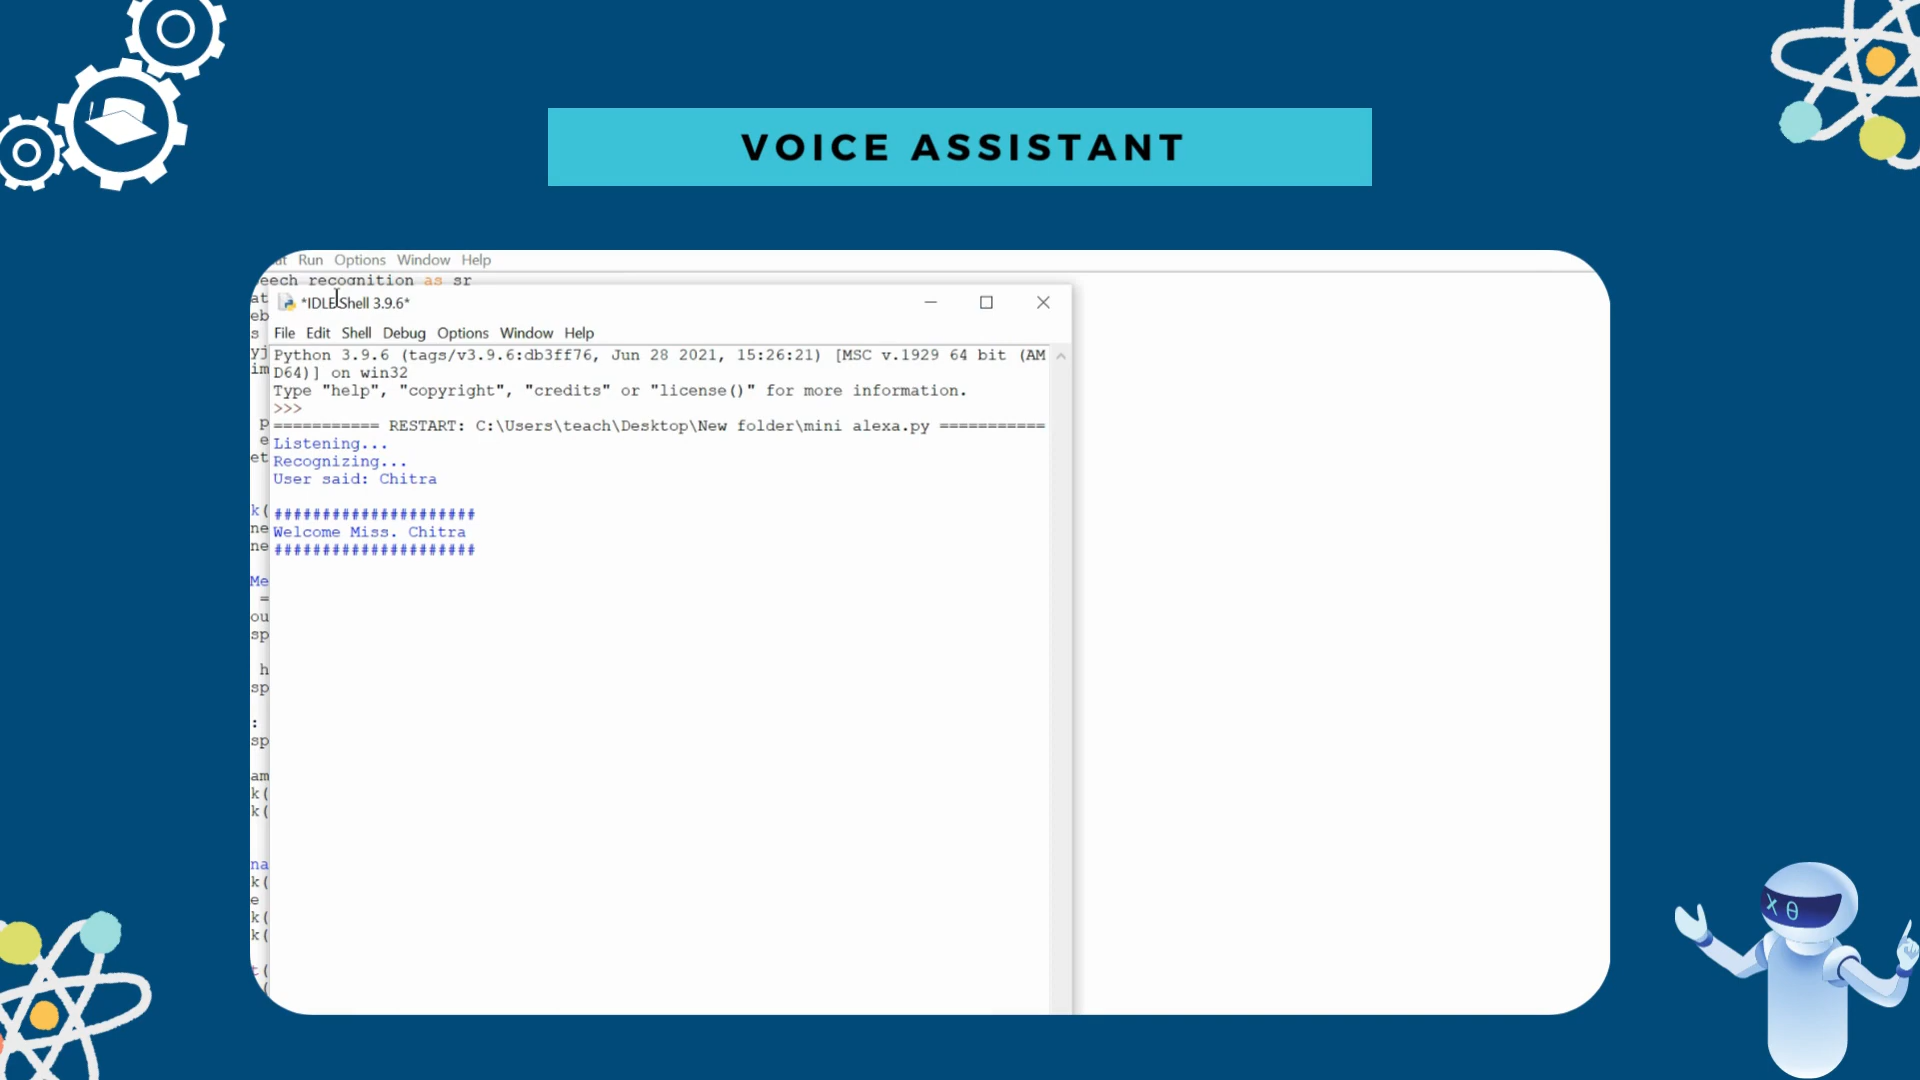 VOICE ASSISTANT
Run Options Window Help
recognition as sr
*IDLE Shell 3.9.6*
File Edit Shell Debug Options Window Help
Python 3.9.6 (tags/v3.9.6:db3ff76, Jun 28 2021, 15:26:21) [MSC v.1929 64 bit (AM
D64)] on win32
Type "help", "copyright", "credits" or "license()" for more information.
>>>
=========== RESTART: C:\Users\teach\Desktop\New folder\mini alexa.py ===========
Listening...
Recognizing...
User said: Chitra
#####################
Welcome Miss. Chitra
#####################